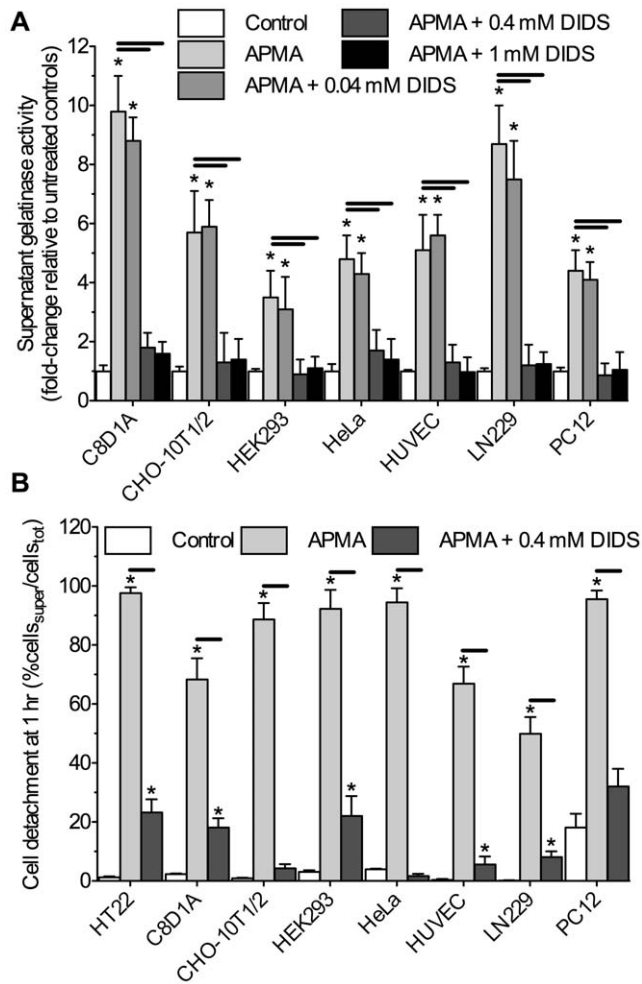 A
Control
APMA
APMA + 0.04 mM DIDS
APMA + 0.4 mM DIDS
APMA + 1 mM DIDS
Supernatant gelatinase activity
(fold-change relative to untreated controls)
12
10
8
6
4
2
0
* * * * * * * * * * * * * *
C8D1A
CHO-10T1/2
HEK293
HeLa
HUVEC
LN229
PC12
B
Control
APMA
APMA + 0.4 mM DIDS
Cell detachment at 1 hr (%cells_super/cells_tot)
120
100
80
60
40
20
0
* * * * * * * * * * * * *
HT22
C8D1A
CHO-10T1/2
HEK293
HeLa
HUVEC
LN229
PC12